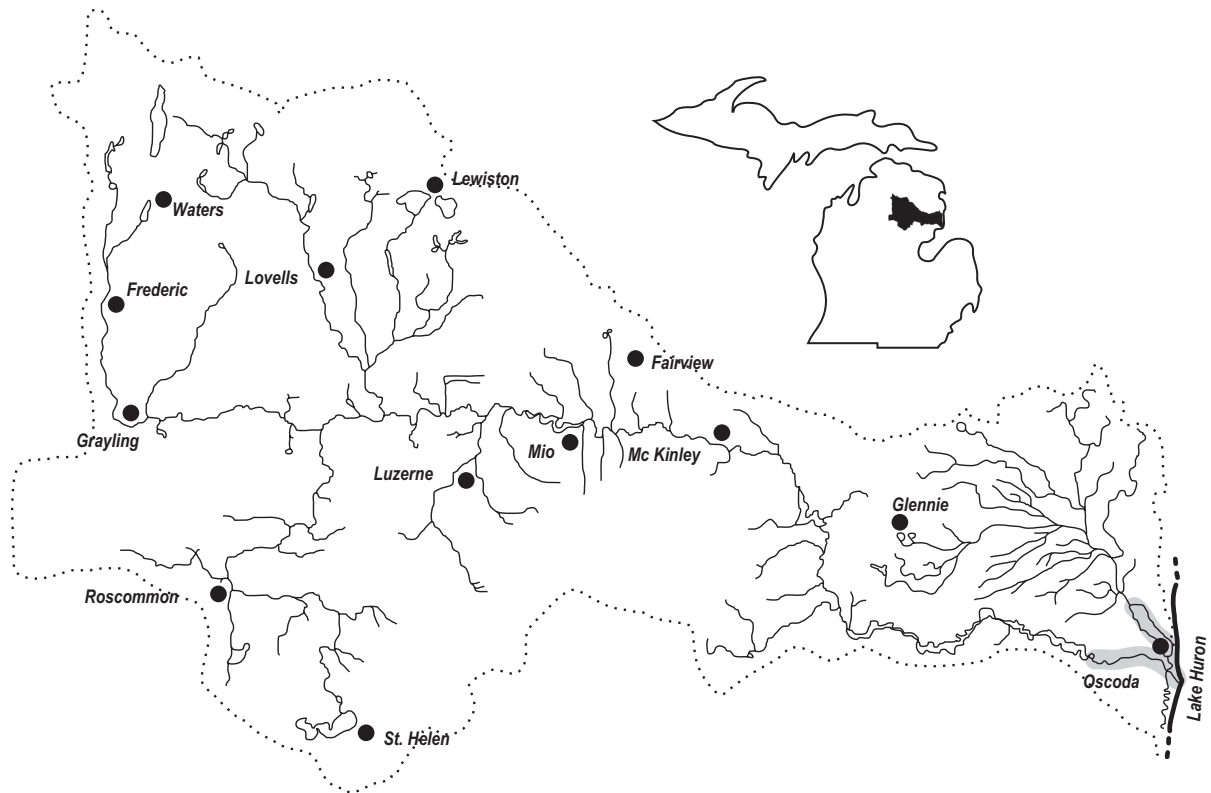 Lewiston
Waters
Lovells
Frederic
Fairview
Grayling
Mio
Mc Kinley
Luzerne
Glennie
Roscommon
Oscoda
Lake Huron
St. Helen